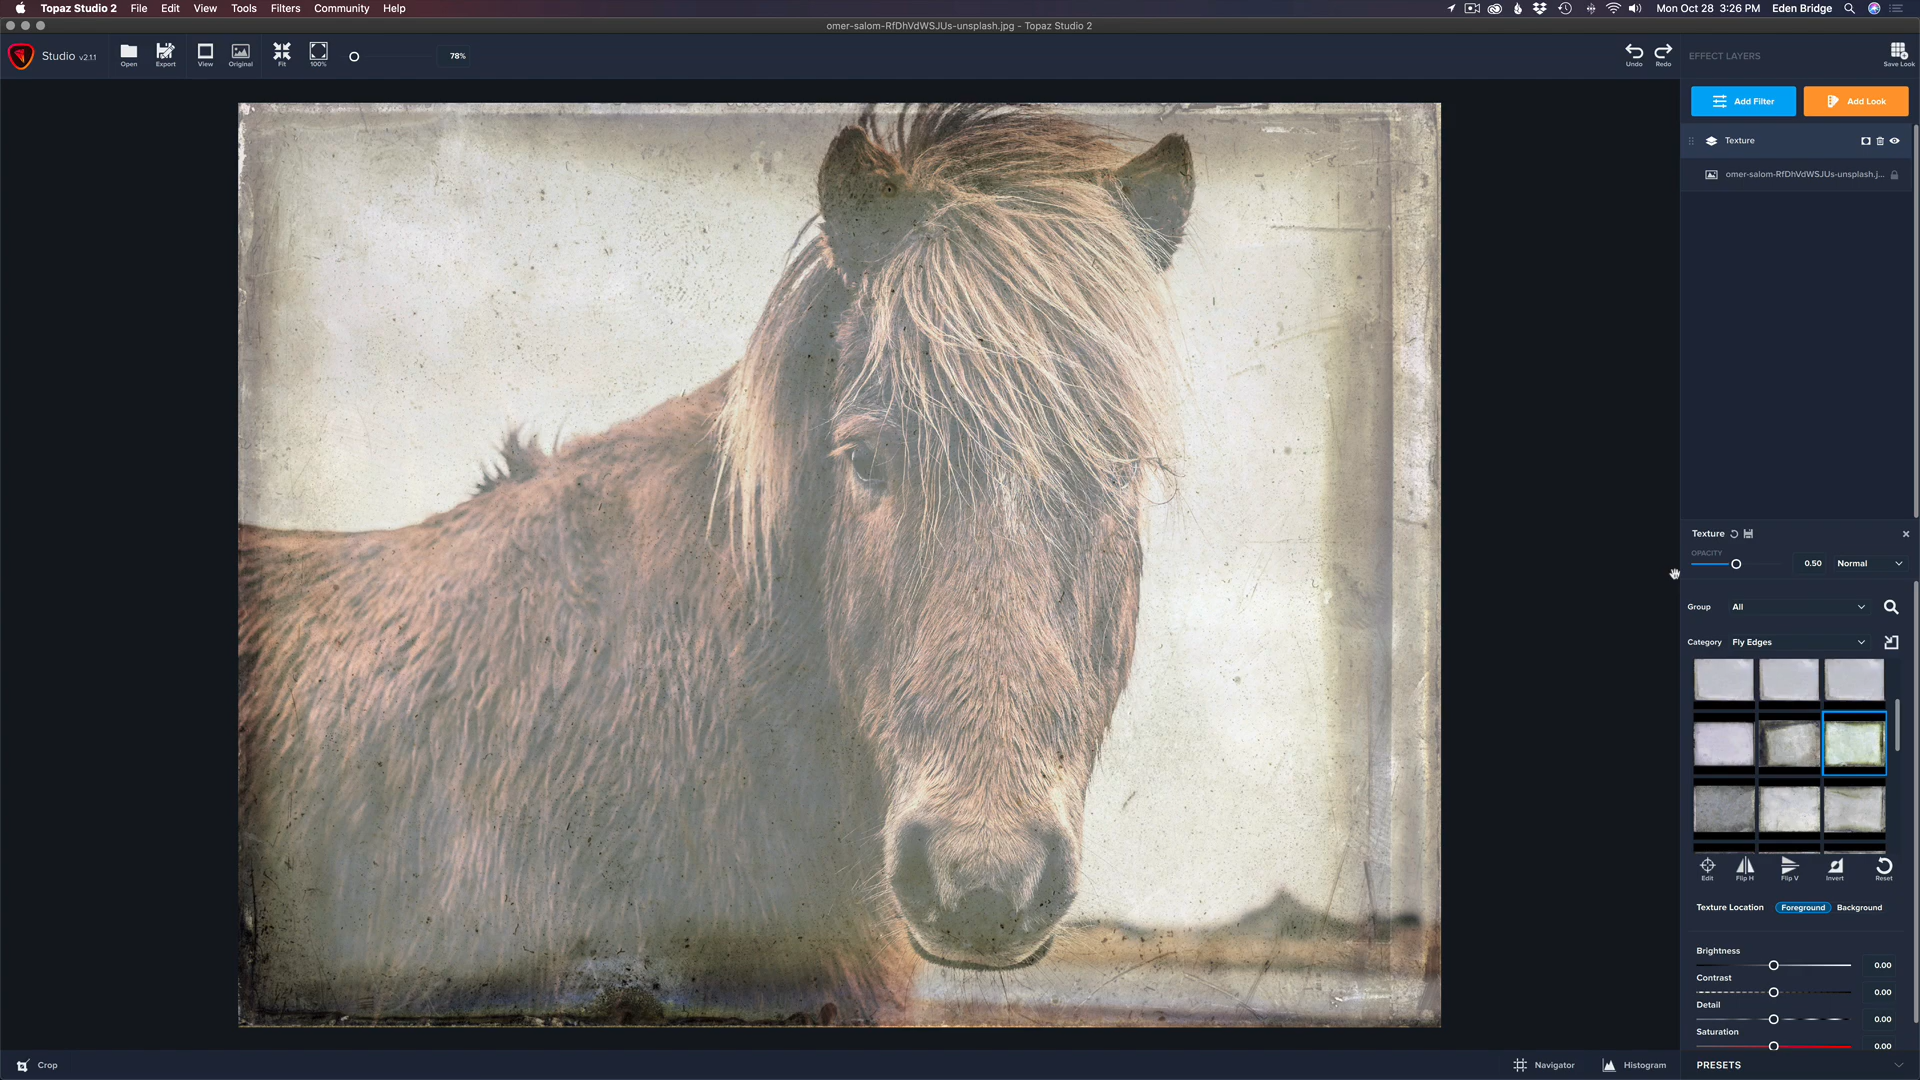 Topaz Studio 2 File Edit View Tools Filters Community Help Mon Oct 28 3:26 PM Eden Bridge
omer-salom-RfDhVdWSJUs-unsplash.jpg - Topaz Studio 2
Studio v2.1.1 Open Export View Original Fit 100% 78% Undo Redo EFFECT LAYERS Save Look
Add Filter Add Look
Texture
omer-salom-RfDhVdWSJUs-unsplash.j...
Texture
OPACITY
0.50 Normal
Group All
Category Fly Edges
Edit Flip H Flip V Invert Reset
Texture Location Foreground Background
Brightness
0.00
Contrast
0.00
Detail
0.00
Saturation
0.00
Crop Navigator Histogram PRESETS